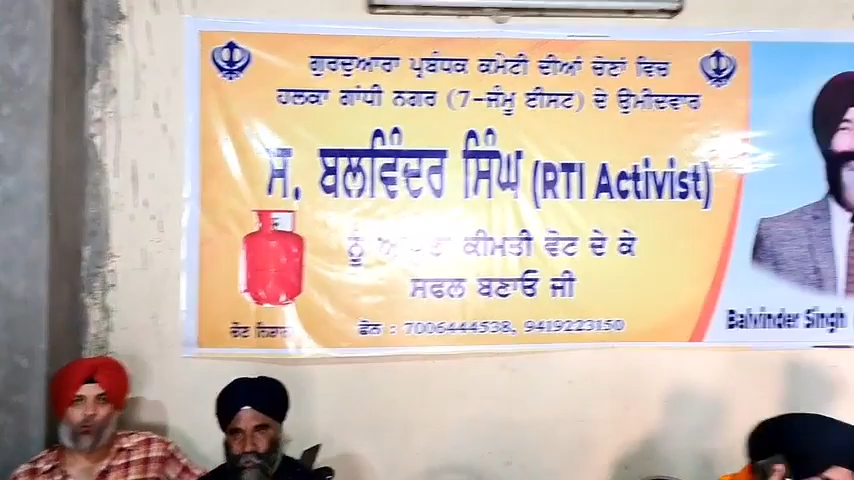 ਗੁਰਦੁਆਰਾ ਪ੍ਰਬੰਧਕ ਕਮੇਟੀ ਦੀਆਂ ਚੋਣਾਂ ਵਿਚ
ਹਲਕਾ ਗਾਂਧੀ ਨਗਰ (7-ਜੰਮੂ ਈਸਟ) ਦੇ ਉਮੀਦਵਾਰ
ਸ. ਬਲਵਿੰਦਰ ਸਿੰਘ (RTI Activist)
ਨੂੰ ਆਪਣਾ ਕੀਮਤੀ ਵੋਟ ਦੇ ਕੇ
ਸਫਲ ਬਣਾਓ ਜੀ
ਚੋਣ ਨਿਸ਼ਾਨ
ਫੋਨ : 7006444538, 9419223150
Balvinder Singh